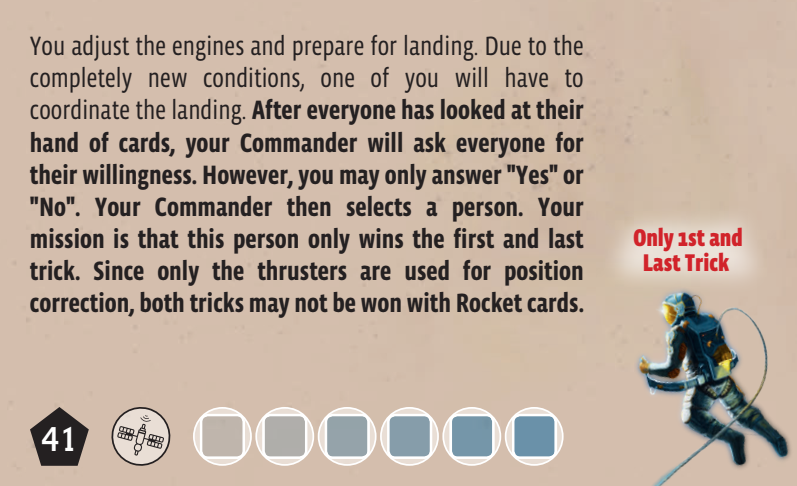 You adjust the engines and prepare for landing. Due to the
completely new conditions, one of you will have to
coordinate the landing. After everyone has looked at their
hand of cards, your Commander will ask everyone for
their willingness. However, you may only answer "Yes" or
"No". Your Commander then selects a person. Your
mission is that this person only wins the first and last
trick. Since only the thrusters are used for position
correction, both tricks may not be won with Rocket cards.
Only 1st and
Last Trick
41